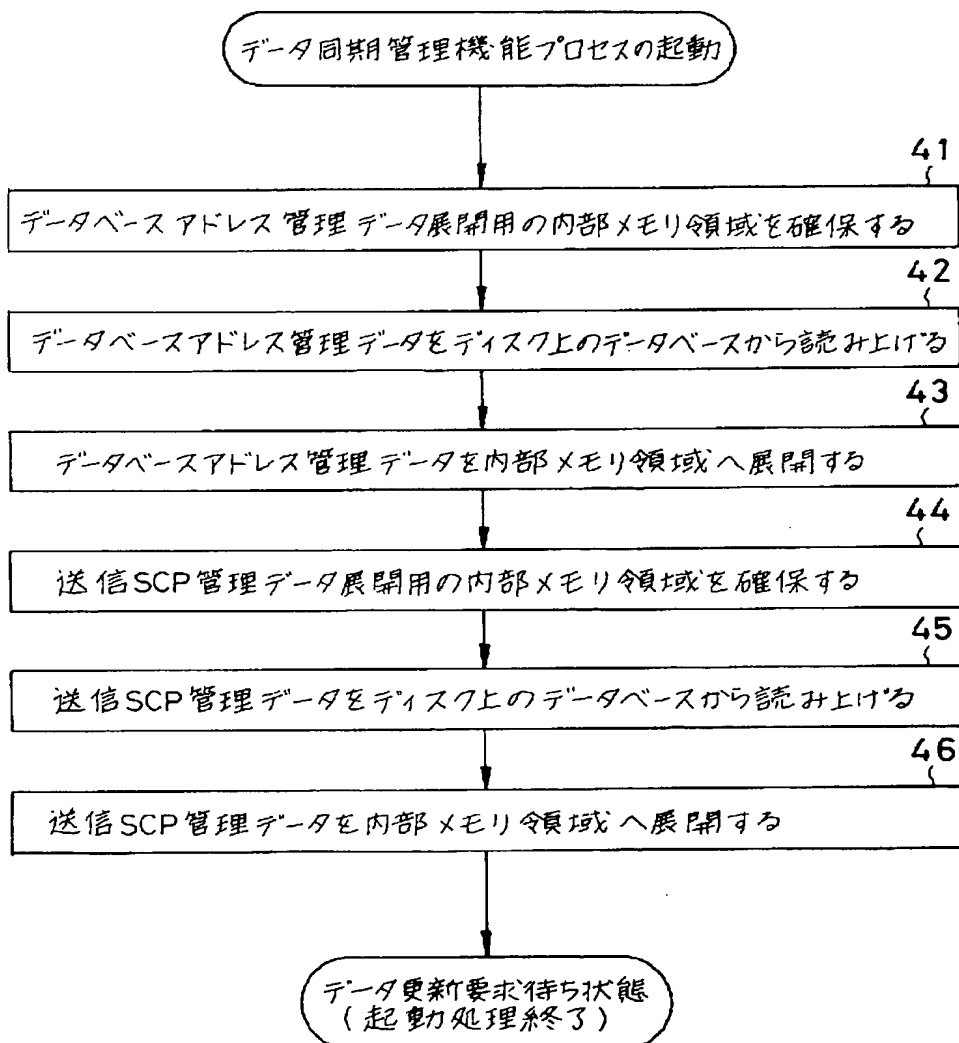 データ同期管理機能プロセスの起動
41
データベースアドレス管理データ展開用の内部メモリ領域を確保する
42
データベースアドレス管理データをディスク上のデータベースから読み上げる
43
データベースアドレス管理データを内部メモリ領域へ展開する
44
送信SCP管理データ展開用の内部メモリ領域を確保する
45
送信SCP管理データをディスク上のデータベースから読み上げる
46
送信SCP管理データを内部メモリ領域へ展開する
データ更新要求待ち状態
(起動処理終了)